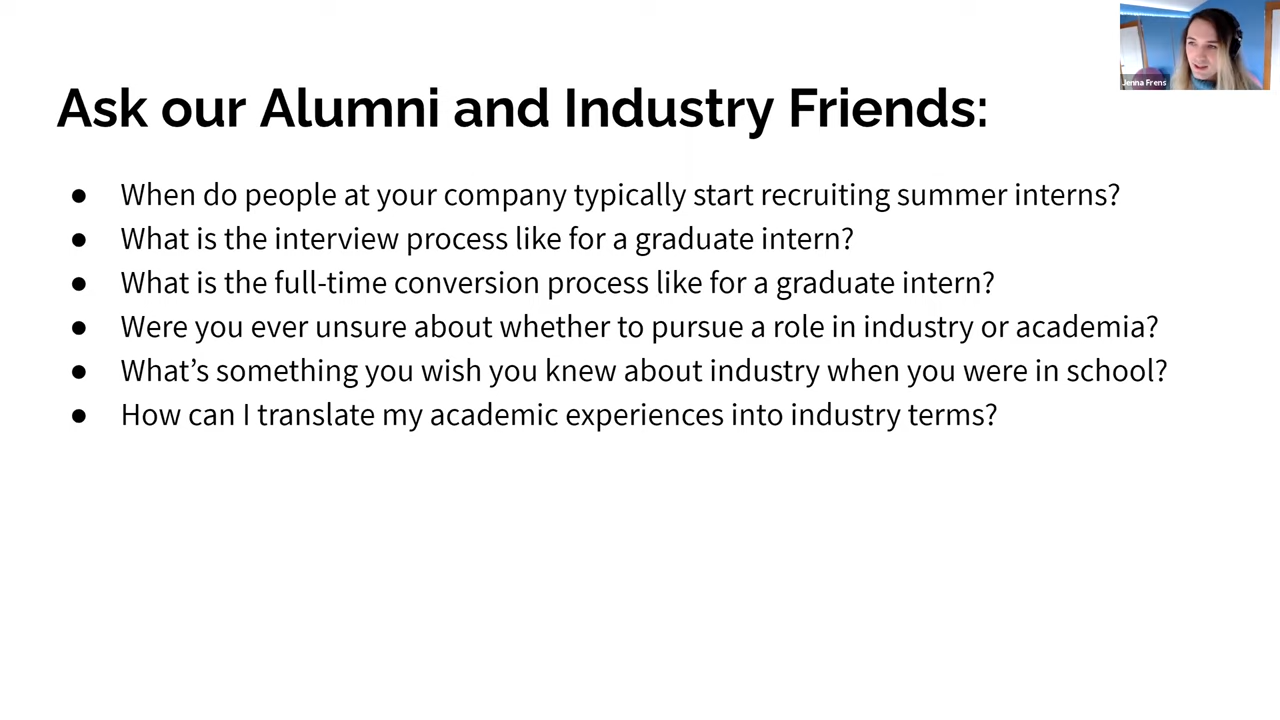 Jenna Frens
Ask our Alumni and Industry Friends:
● When do people at your company typically start recruiting summer interns?
● What is the interview process like for a graduate intern?
● What is the full-time conversion process like for a graduate intern?
● Were you ever unsure about whether to pursue a role in industry or academia?
● What’s something you wish you knew about industry when you were in school?
● How can I translate my academic experiences into industry terms?